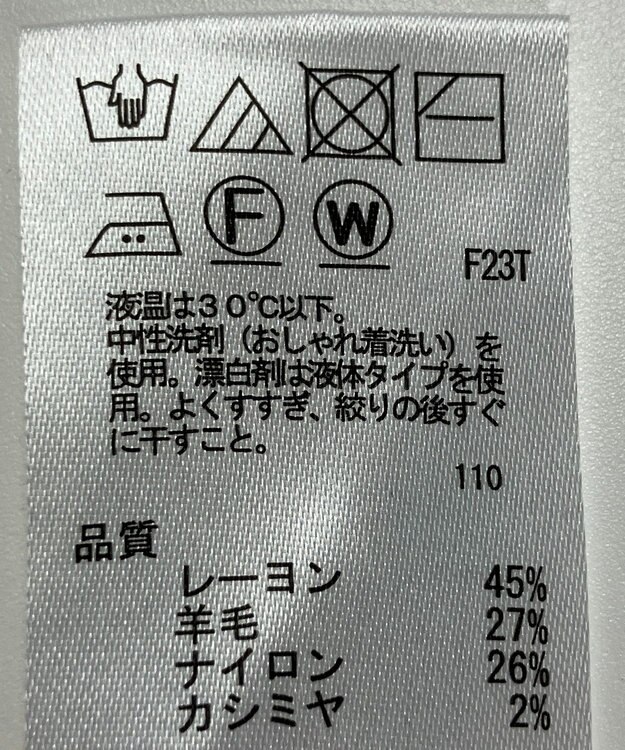 F W
F23T
液温は30℃以下。
中性洗剤（おしゃれ着洗い）を
使用。漂白剤は液体タイプを使
用。よくすすぎ、絞りの後すぐ
に干すこと。
110
品質
レーヨン 45%
羊毛 27%
ナイロン 26%
カシミヤ 2%